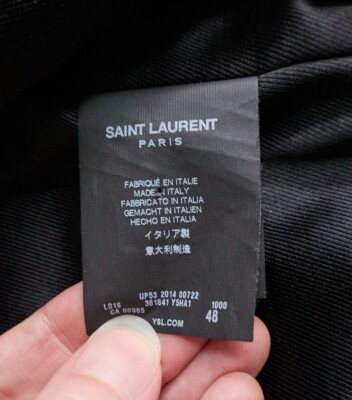 SAINT LAURENT
PARIS
FABRIQUÉ EN ITALIE
MADE IN ITALY
FABBRICATO IN ITALIA
GEMACHT IN ITALIEN
HECHO EN ITALIA
イタリア製
意大利制造
UP53 2014 00722
LO16 361641 Y5HA1 1000
CA 00985 YSL.COM 48